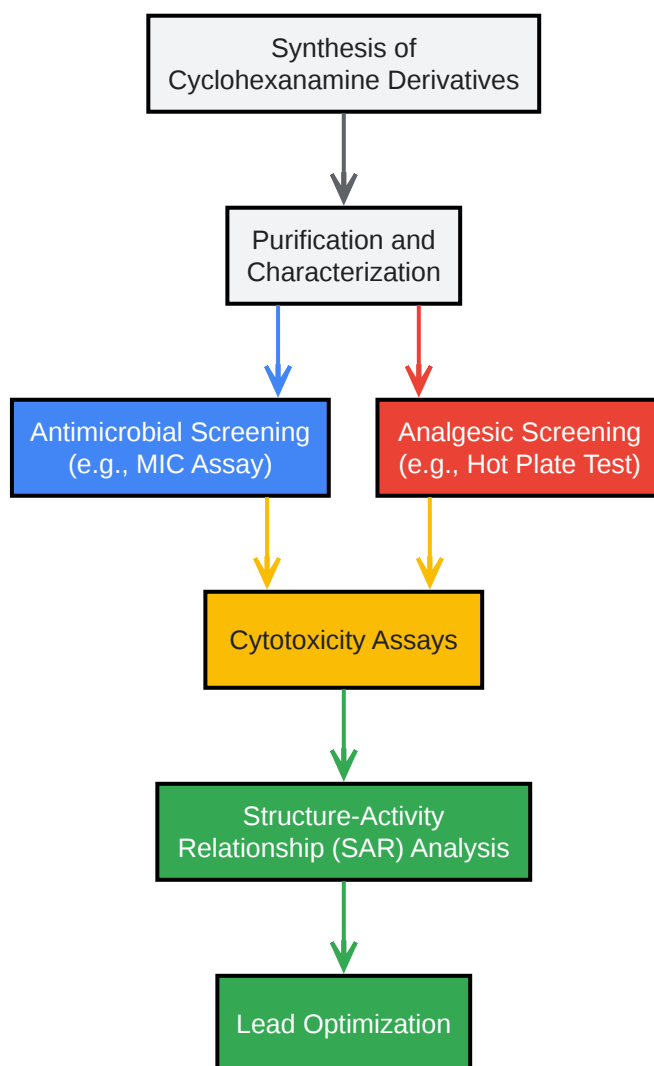 Synthesis of
Cyclohexanamine Derivatives
Purification and
Characterization
Antimicrobial Screening
(e.g., MIC Assay)
Analgesic Screening
(e.g., Hot Plate Test)
Cytotoxicity Assays
Structure-Activity
Relationship (SAR) Analysis
Lead Optimization